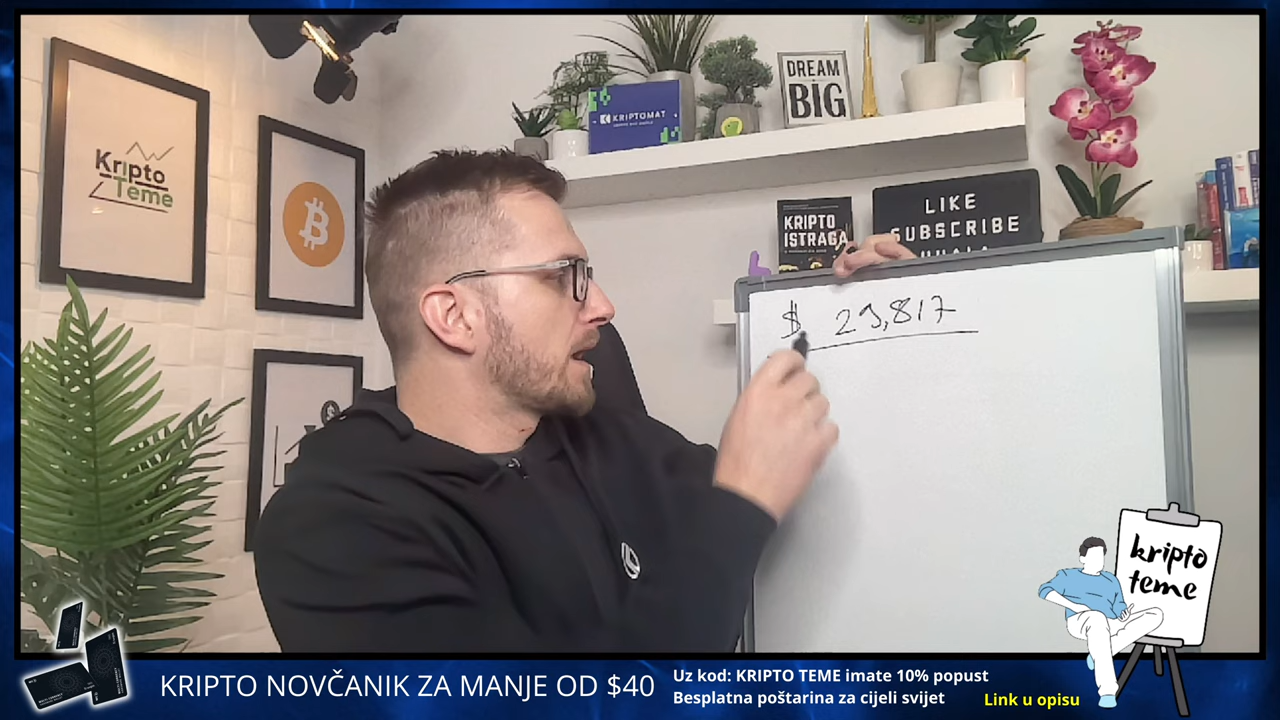 Kripto
Teme
KRIPTOMAT
DREAM
BIG
KRIPTO
ISTRAGA
LIKE
SUBSCRIBE
$ 29,817
kripto
teme
KRIPTO NOVČANIK ZA MANJE OD $40
Uz kod: KRIPTO TEME imate 10% popust
Besplatna poštarina za cijeli svijet
Link u opisu